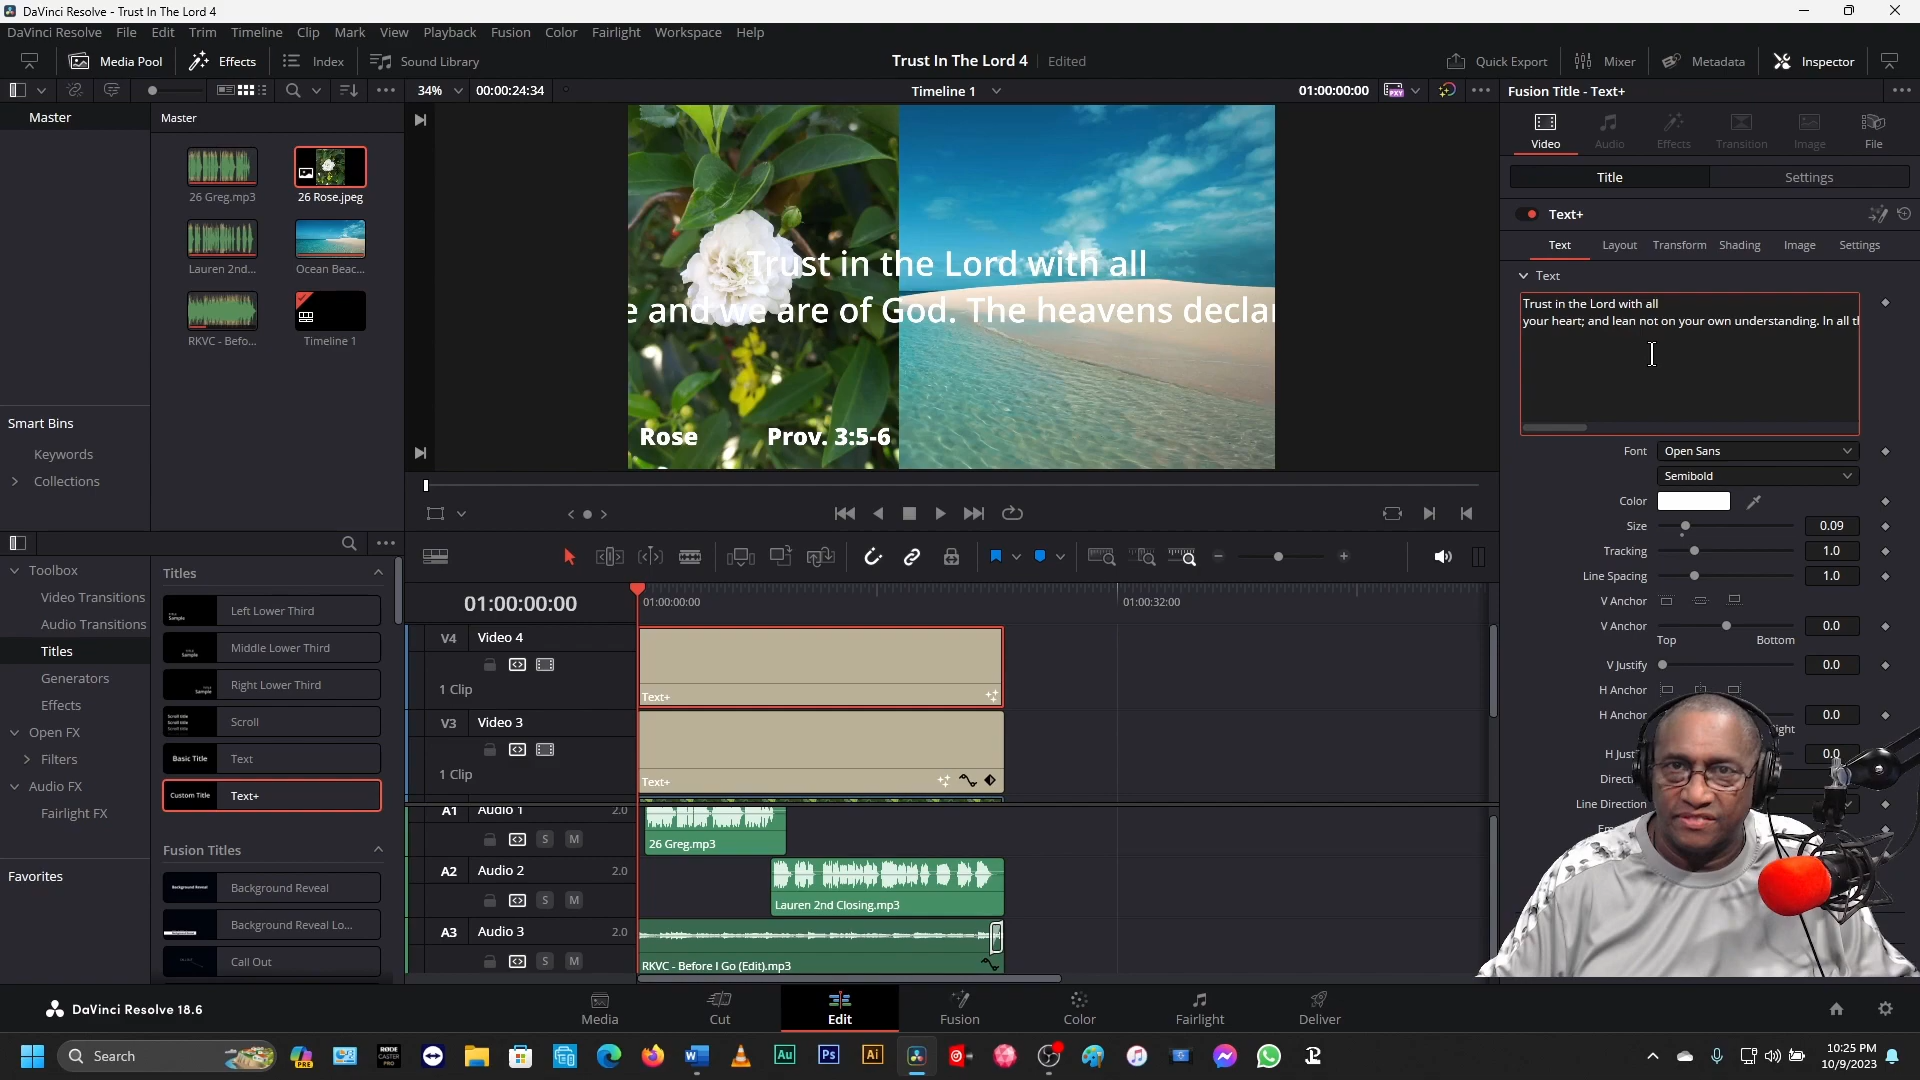 DaVinci Resolve - Trust In The Lord 4
DaVinci Resolve File Edit Trim Timeline Clip Mark View Playback Fusion Color Fairlight Workspace Help
Media Pool Effects Index Sound Library Trust In The Lord 4 Edited Quick Export Mixer Metadata Inspector
34% 00:00:24:34 Timeline 1 01:00:00:00 Fusion Title - Text+
Master Master
26 Greg.mp3 26 Rose.jpeg
Lauren 2nd... Ocean Beac...
RKVC - Befo... Timeline 1
Smart Bins
Keywords
Collections
Trust in the Lord with all
e and we are of God. The heavens declar
Rose Prov. 3:5-6
Video Audio Effects Transition Image File
Title Settings
Text+
Text Layout Transform Shading Image Settings
Text
Trust in the Lord with all
your heart; and lean not on your own understanding. In all t
Font Open Sans
Semibold
Color
Size 0.09
Tracking 1.0
Line Spacing 1.0
V Anchor
V Anchor 0.0
Top Bottom
V Justify 0.0
H Anchor
H Anchor 0.0
ight
H Just 0.0
Directi
Line Direction
Toolbox
Video Transitions
Audio Transitions
Titles
Generators
Effects
Open FX
Filters
Audio FX
Fairlight FX
Favorites
Titles
Left Lower Third
Middle Lower Third
Right Lower Third
Scroll
Basic Title Text
Custom Title Text+
Fusion Titles
Background Reveal
Background Reveal Lo...
Call Out
01:00:00:00 01:00:00:00 01:00:32:00
V4 Video 4
1 Clip
Text+
V3 Video 3
1 Clip
Text+
A1 Audio 1 2.0
S M
26 Greg.mp3
A2 Audio 2 2.0
S M
Lauren 2nd Closing.mp3
A3 Audio 3 2.0
S M
RKVC - Before I Go (Edit).mp3
DaVinci Resolve 18.6
Media Cut Edit Fusion Color Fairlight Deliver
Search
PRE
Au Ps Ai
10:25 PM
10/9/2023